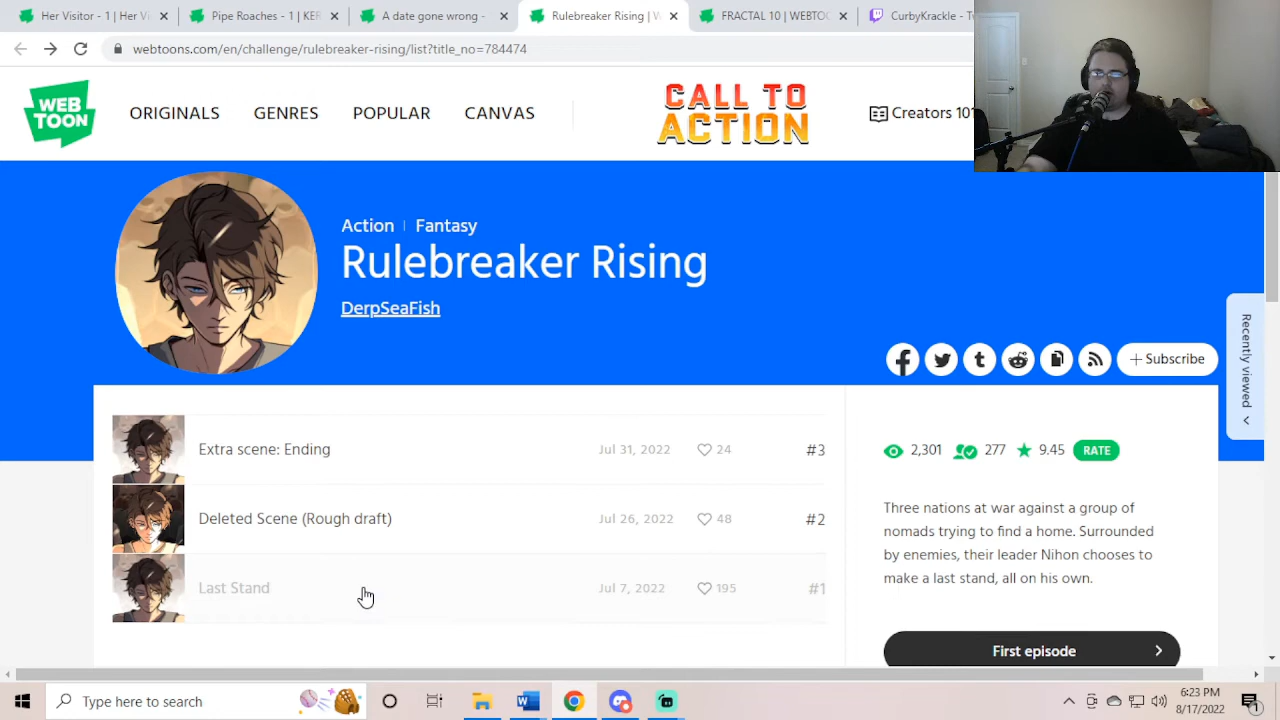 Her Visitor - 1 | Her Vi
Pipe Roaches - 1 | KER
A date gone wrong -
Rulebreaker Rising | W
FRACTAL 10 | WEBTOO
CurbyKrackle - Tw
webtoons.com/en/challenge/rulebreaker-rising/list?title_no=784474
WEB
TOON
ORIGINALS
GENRES
POPULAR
CANVAS
CALL TO
ACTION
Creators 101
Action | Fantasy
Rulebreaker Rising
DerpSeaFish
+ Subscribe
Recently viewed
Extra scene: Ending Jul 31, 2022 24 #3
Deleted Scene (Rough draft) Jul 26, 2022 48 #2
Last Stand Jul 7, 2022 195 #1
2,301 277 9.45 RATE
Three nations at war against a group of
nomads trying to find a home. Surrounded
by enemies, their leader Nihon chooses to
make a last stand, all on his own.
First episode
Type here to search
6:23 PM
8/17/2022
1